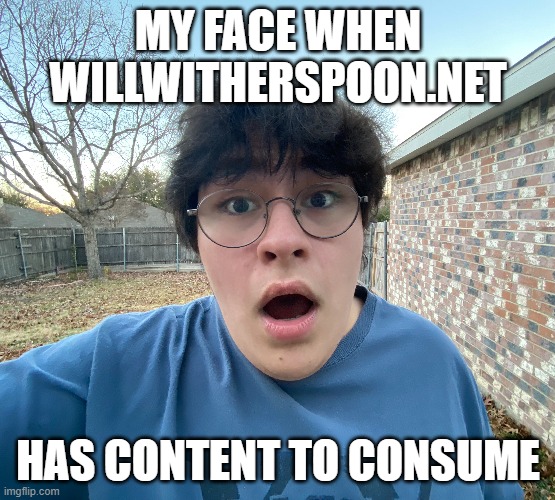 MY FACE WHEN
WILLWITHERSPOON.NET
HAS CONTENT TO CONSUME
imgflip.com